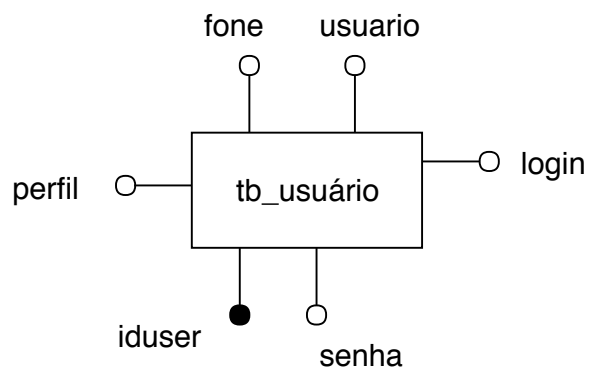 fone
usuario
login
perfil
tb_usuário
iduser
senha